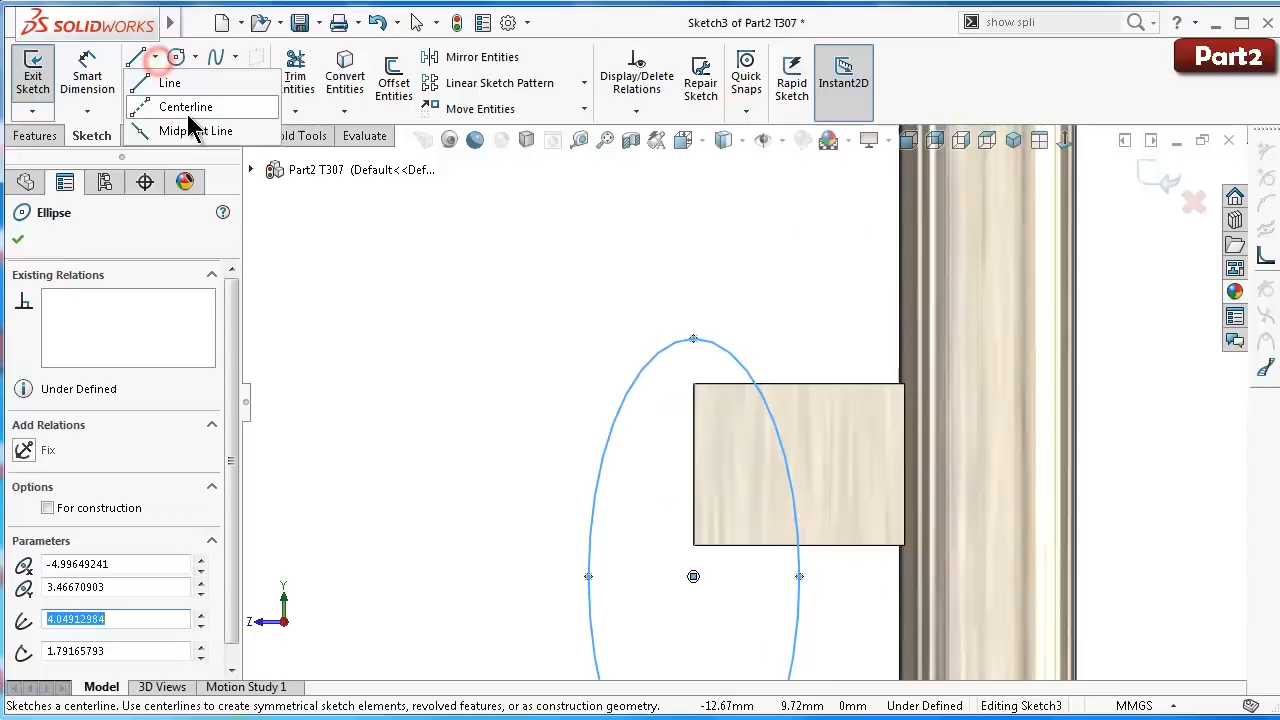 SOLIDWORKS
Sketch3 of Part2 T307 *
show spli
Part2
Exit Sketch
Smart Dimension
Line
Centerline
Trim Entities
Convert Entities
Offset Entities
Mirror Entities
Linear Sketch Pattern
Move Entities
Display/Delete Relations
Repair Sketch
Quick Snaps
Rapid Sketch
Instant2D
Features
Sketch
Evaluate
Part2 T307 (Default<<Def...
Ellipse
Existing Relations
Under Defined
Add Relations
Fix
Options
For construction
Parameters
-4.99649241
3.46670903
4.04912984
1.79165793
Y
Z
Model
3D Views
Motion Study 1
Sketches a centerline. Use centerlines to create symmetrical sketch elements, revolved features, or as construction geometry.
-12.67mm
9.72mm
0mm
Under Defined
Editing Sketch3
MMGS